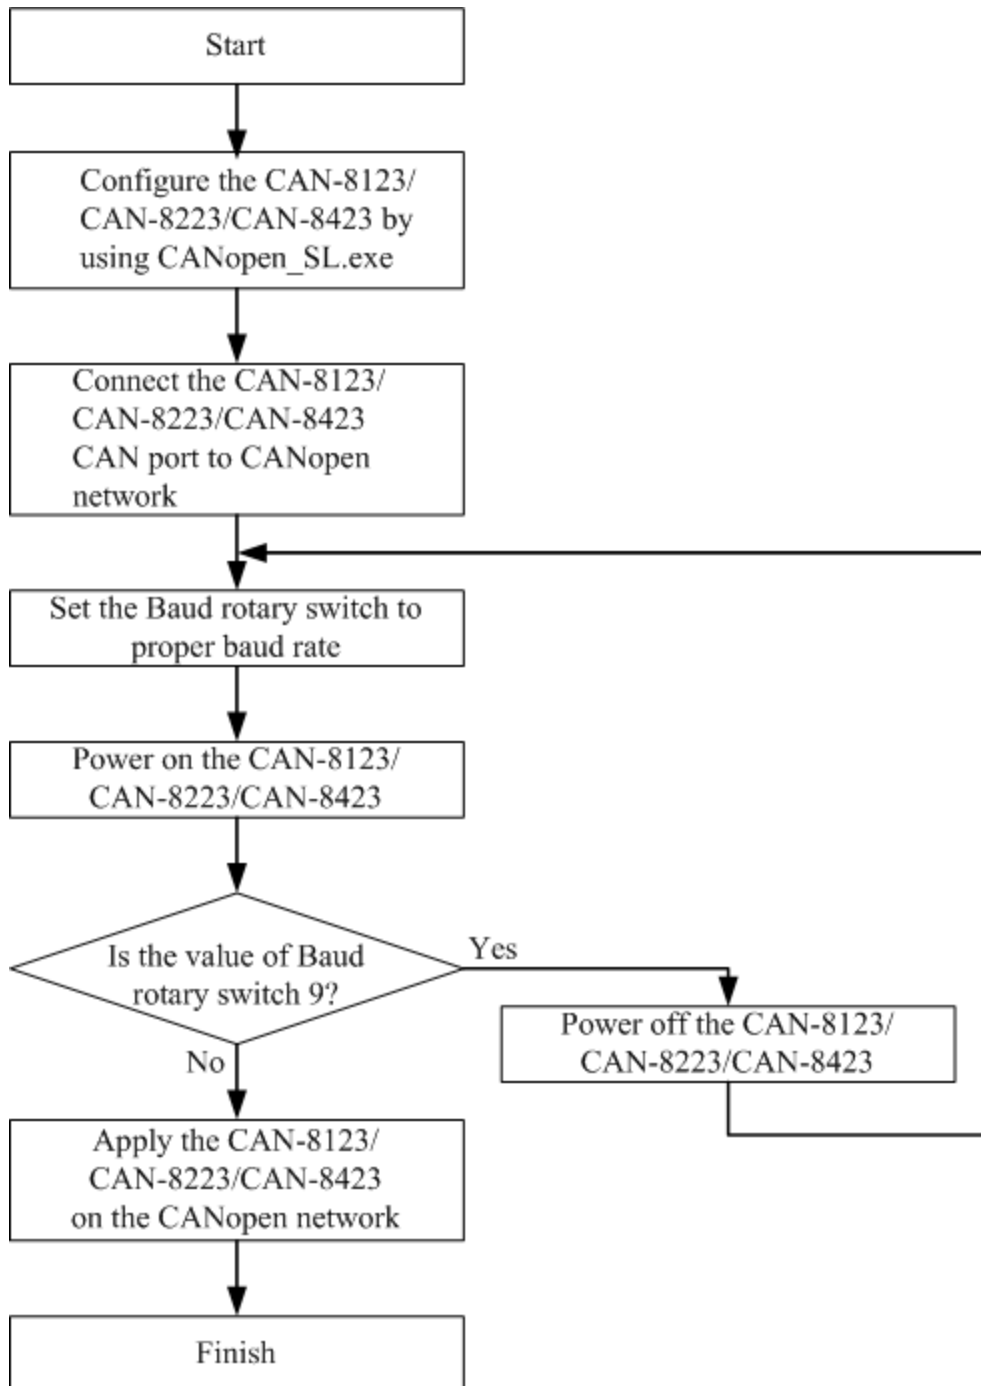 Start
Configure the CAN-8123/
CAN-8223/CAN-8423 by
using CANopen_SL.exe
Connect the CAN-8123/
CAN-8223/CAN-8423
CAN port to CANopen
network
Set the Baud rotary switch to
proper baud rate
Power on the CAN-8123/
CAN-8223/CAN-8423
Is the value of Baud
rotary switch 9?
Yes
Power off the CAN-8123/
CAN-8223/CAN-8423
No
Apply the CAN-8123/
CAN-8223/CAN-8423
on the CANopen network
Finish